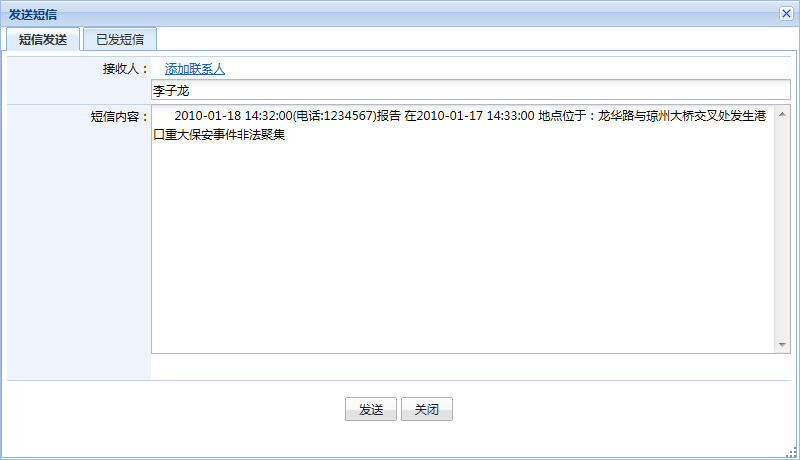 发送短信
短信发送 已发短信
接收人： 添加联系人
李子龙
短信内容： 2010-01-18 14:32:00(电话:1234567)报告 在2010-01-17 14:33:00 地点位于：龙华路与琼州大桥交叉处发生港
口重大保安事件非法聚集
发送 关闭